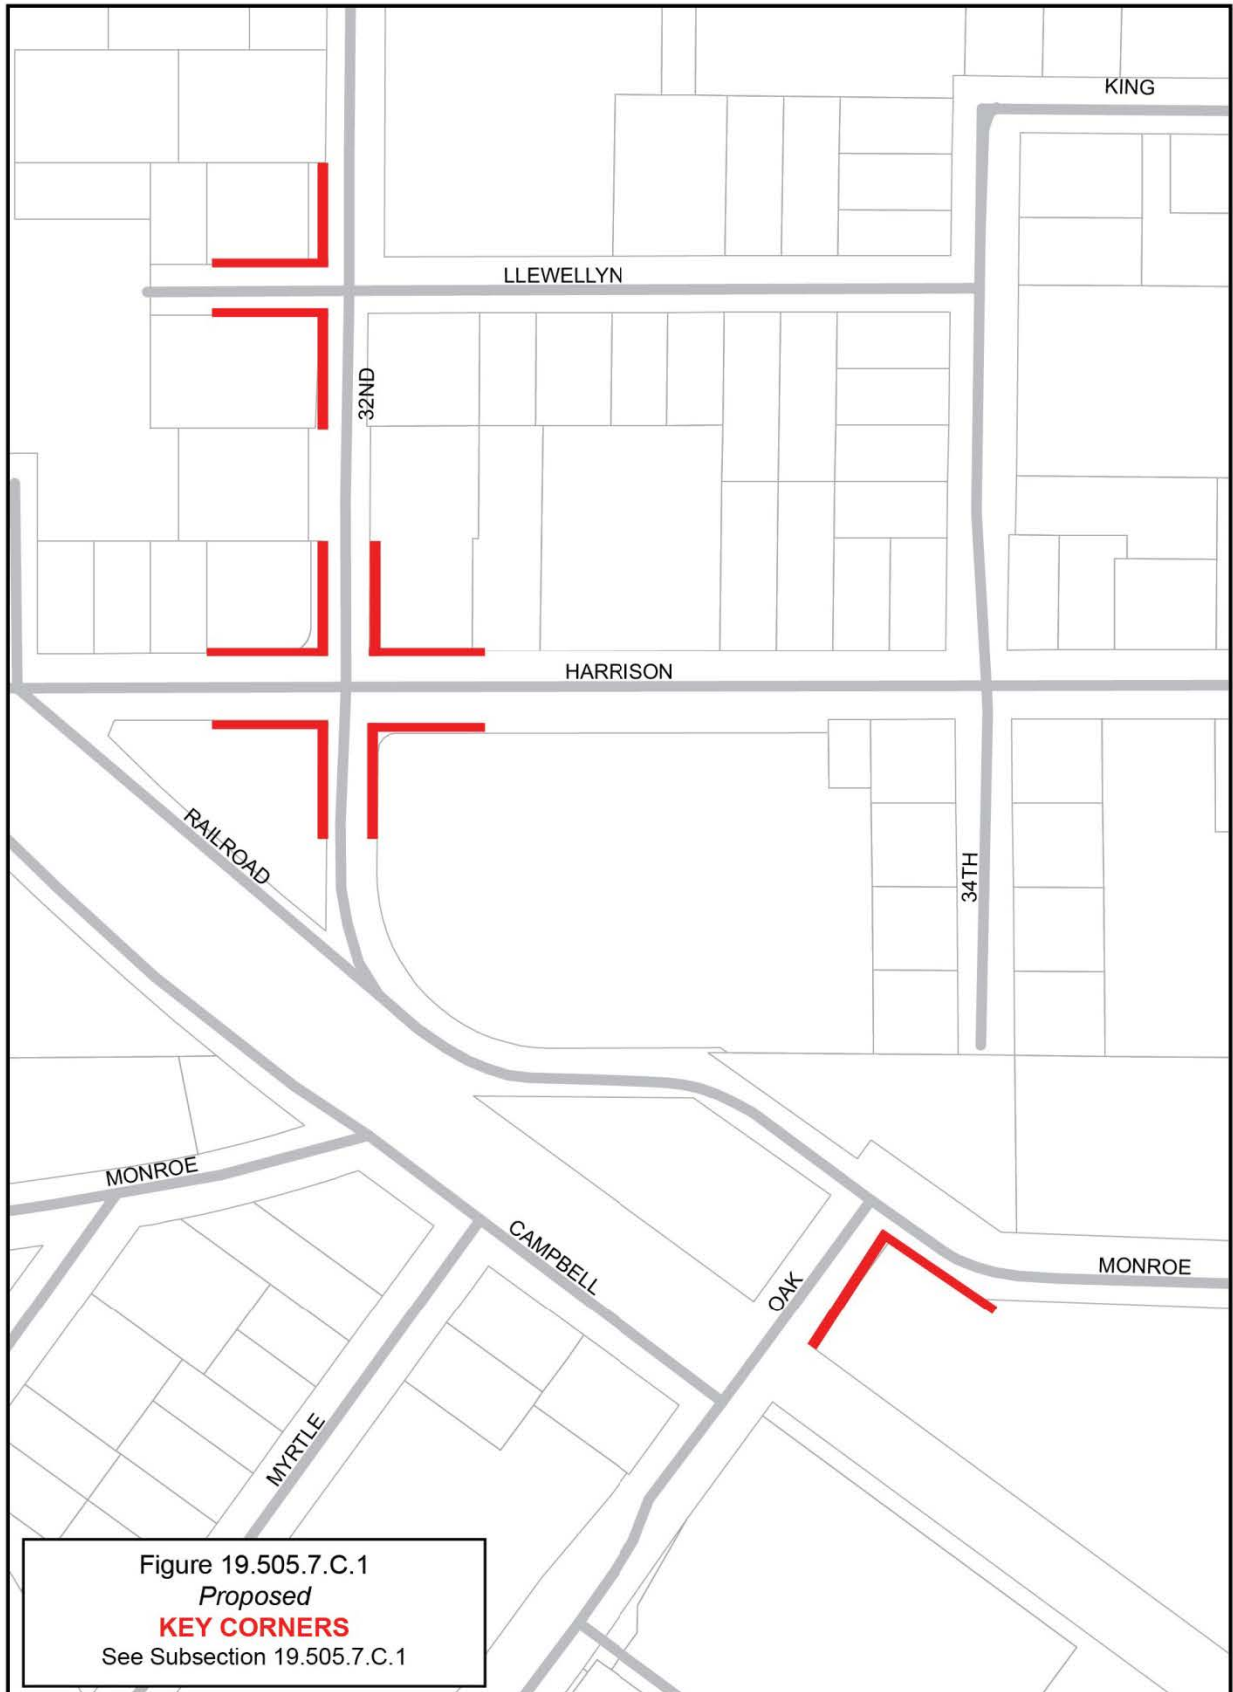 KING
LLEWELLYN
32ND
HARRISON
RAILROAD
34TH
MONROE
CAMPBELL
OAK
MONROE
MYRTLE
Figure 19.505.7.C.1
Proposed
KEY CORNERS
See Subsection 19.505.7.C.1